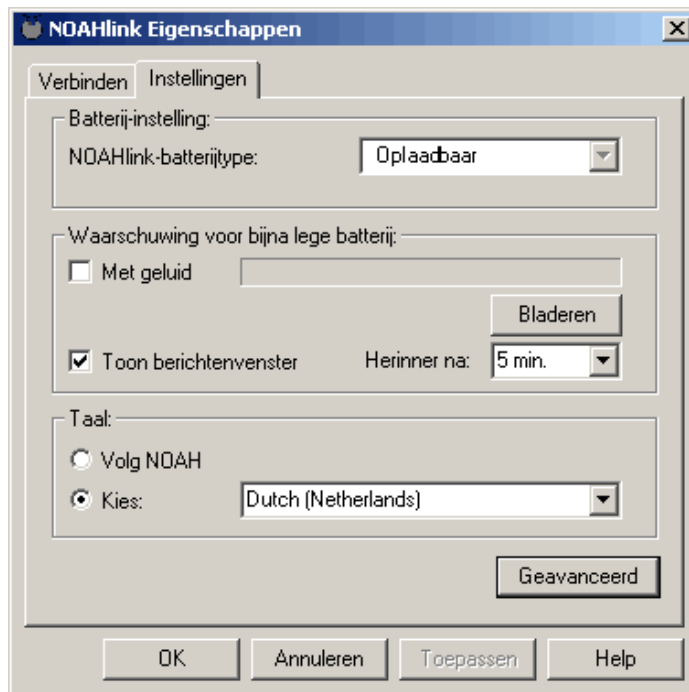 NOAHlink Eigenschappen
Verbinden Instellingen
Batterij-instelling:
NOAHlink-batterijtype: Oplaadbaar
Waarschuwing voor bijna lege batterij:
Met geluid
Bladeren
Toon berichtenvenster Herinner na: 5 min.
Taal:
Volg NOAH
Kies: Dutch (Netherlands)
Geavanceerd
OK Annuleren Toepassen Help